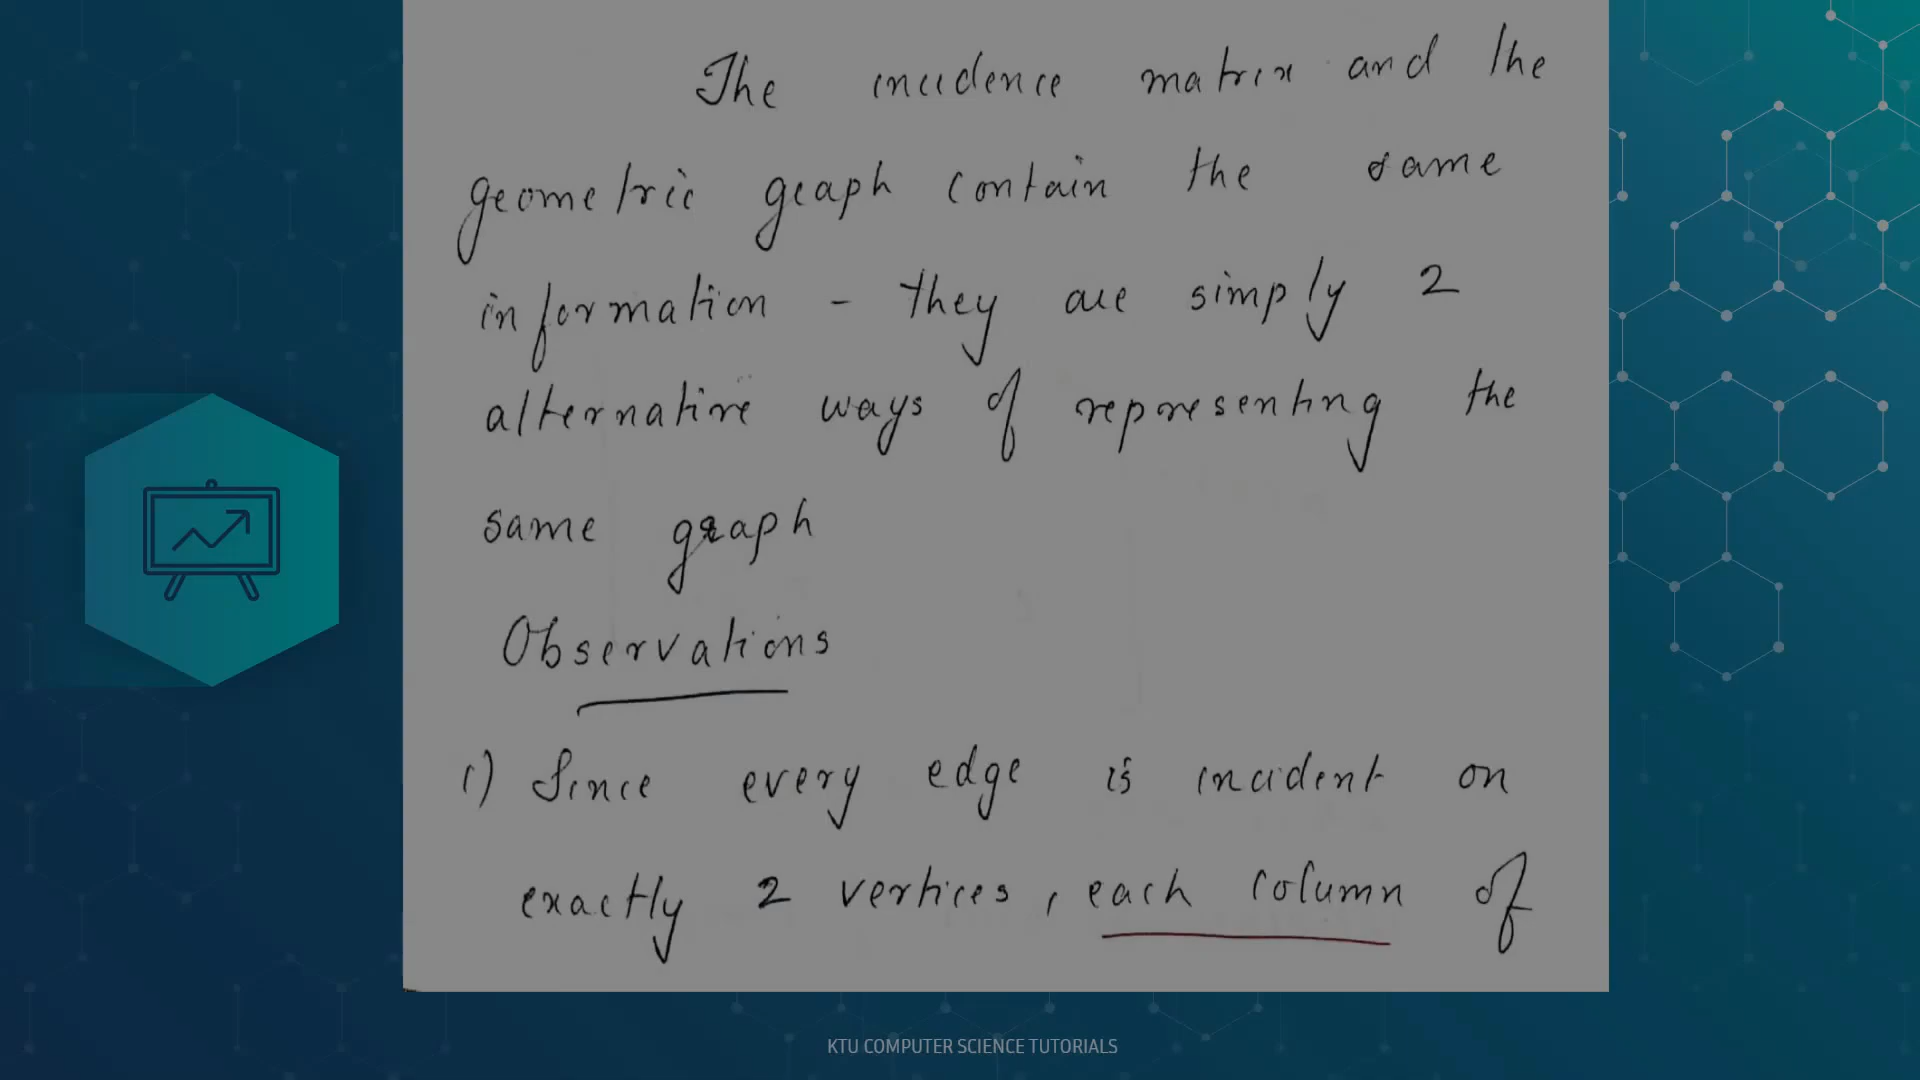 The incidence matrix and the
geometric graph contain the same
information - they are simply 2
alternative ways of representing the
same graph
Observations
1) Since every edge is incident on
exactly 2 vertices, each column of
KTU COMPUTER SCIENCE TUTORIALS